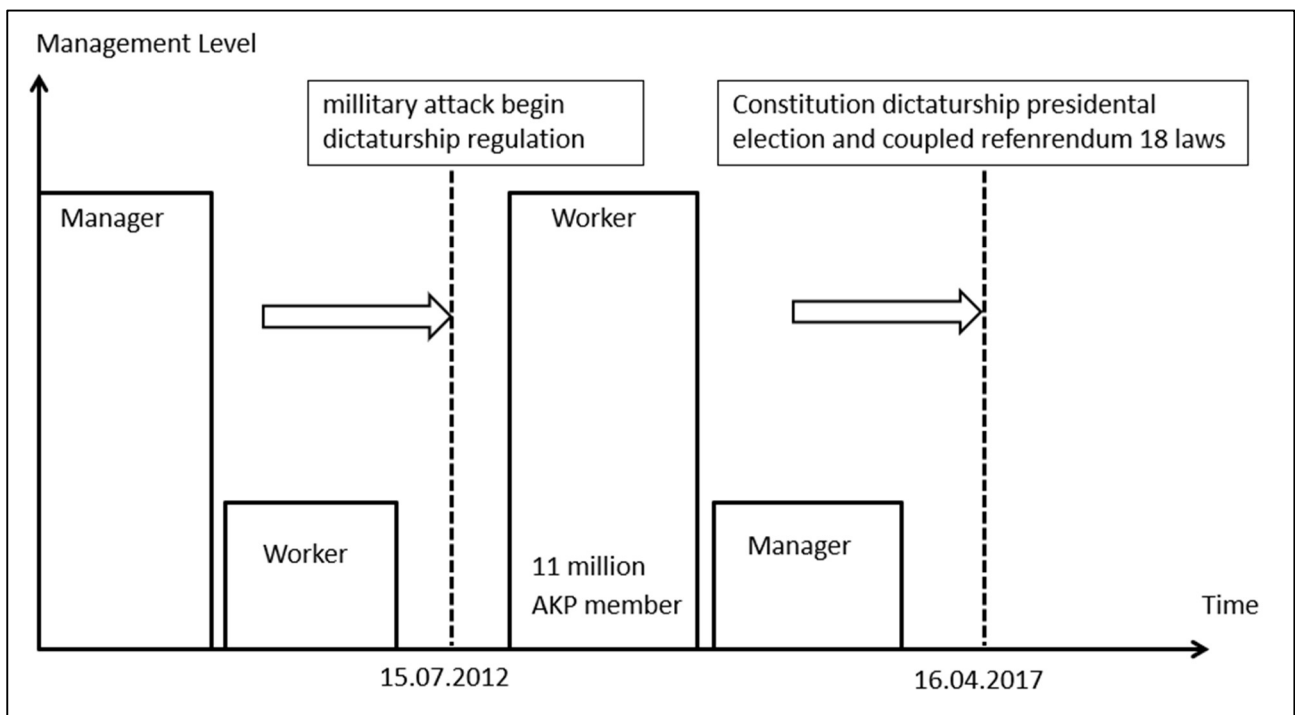 Management Level
millitary attack begin
dictaturship regulation
Constitution dictaturship presidental
election and coupled refenrendum 18 laws
Manager
Worker
Worker
11 million
AKP member
Manager
Time
15.07.2012
16.04.2017